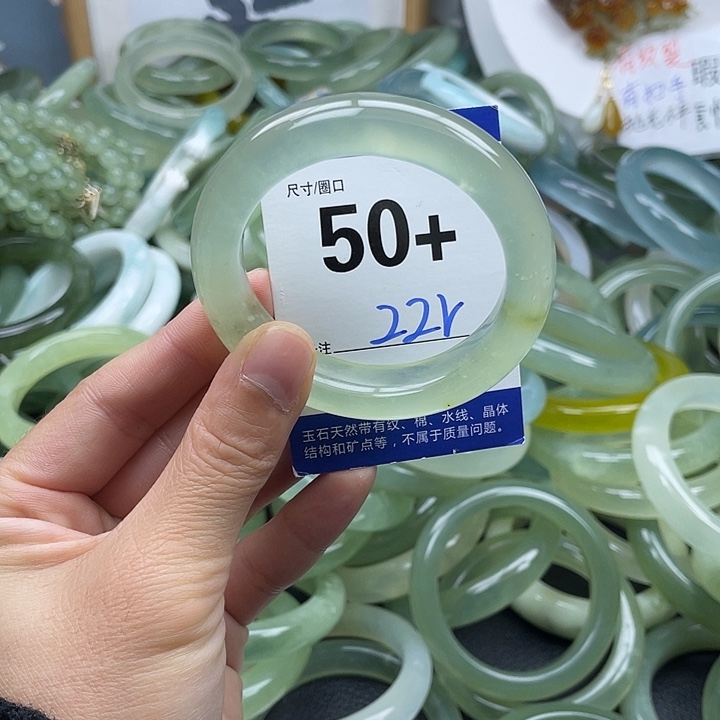 尺寸/圈口
50+
22r
注
玉石天然带有纹、棉、水线、晶体
结构和矿点等，不属于质量问题。